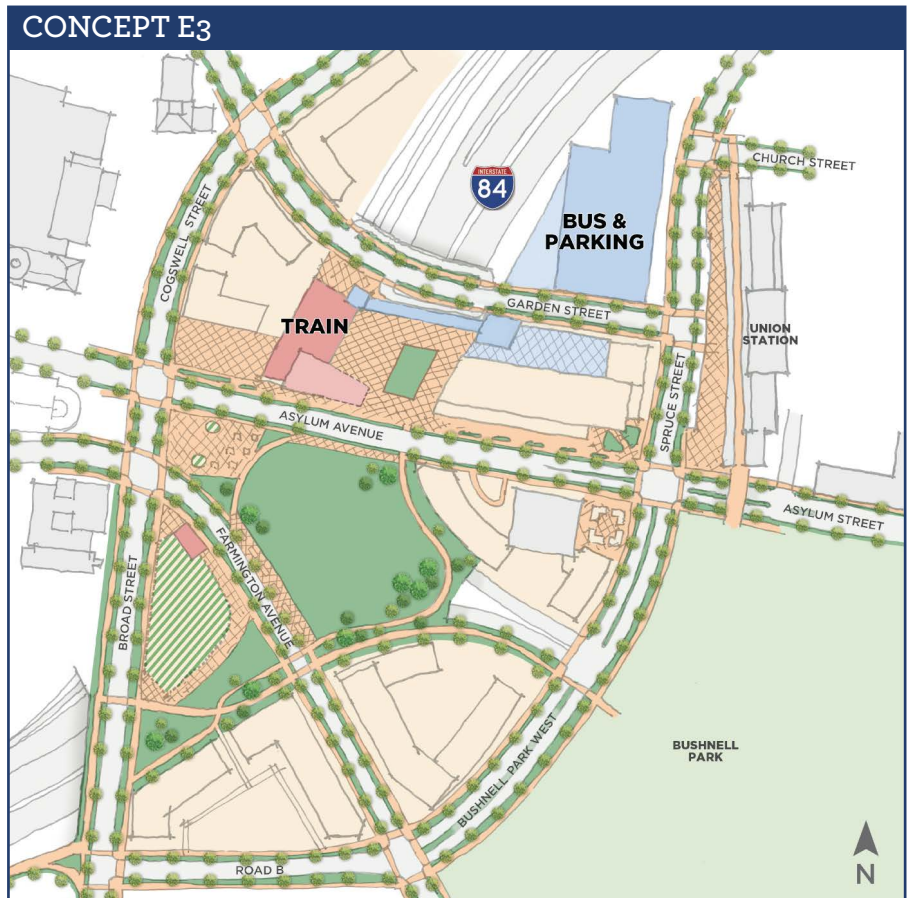 CONCEPT E3
CHURCH STREET
INTERSTATE
84
BUS &
PARKING
COGSWELL STREET
GARDEN STREET
TRAIN
UNION
STATION
SPRUCE STREET
ASYLUM AVENUE
ASYLUM STREET
FARMINGTON AVENUE
BROAD STREET
BUSHNELL
PARK
BUSHNELL PARK WEST
ROAD B
N